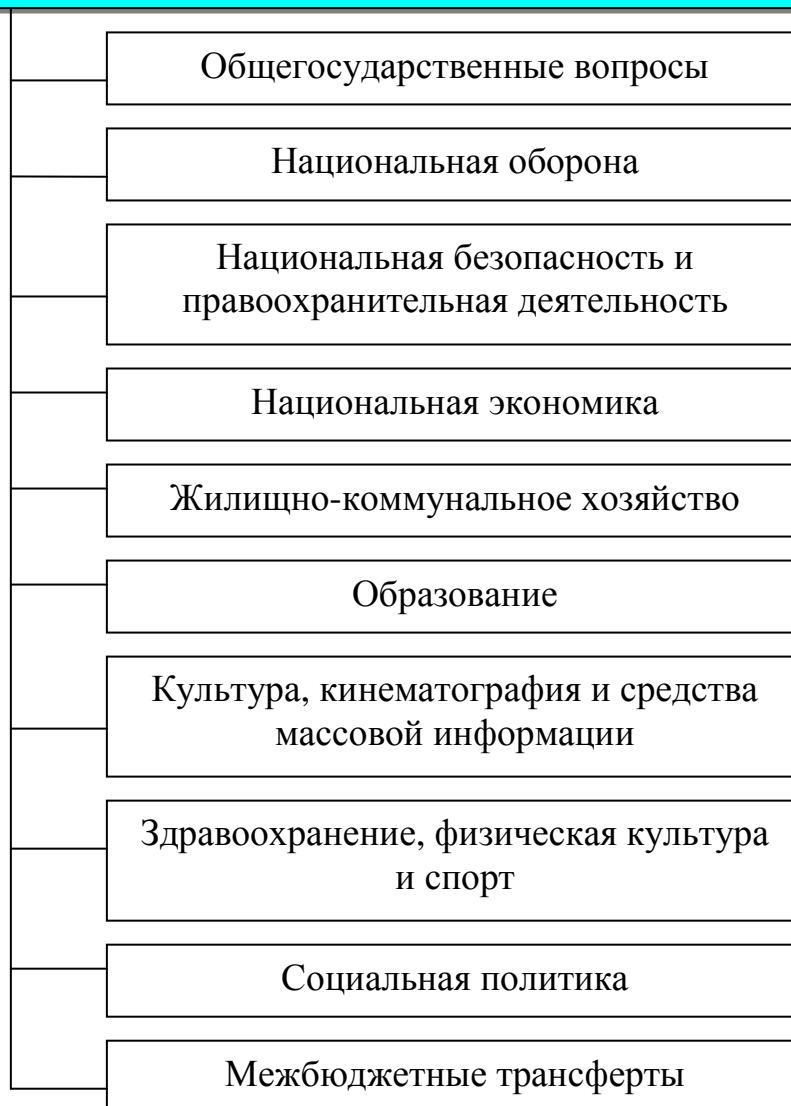 Общегосударственные вопросы
Национальная оборона
Национальная безопасность и
правоохранительная деятельность
Национальная экономика
Жилищно-коммунальное хозяйство
Образование
Культура, кинематография и средства
массовой информации
Здравоохранение, физическая культура
и спорт
Социальная политика
Межбюджетные трансферты